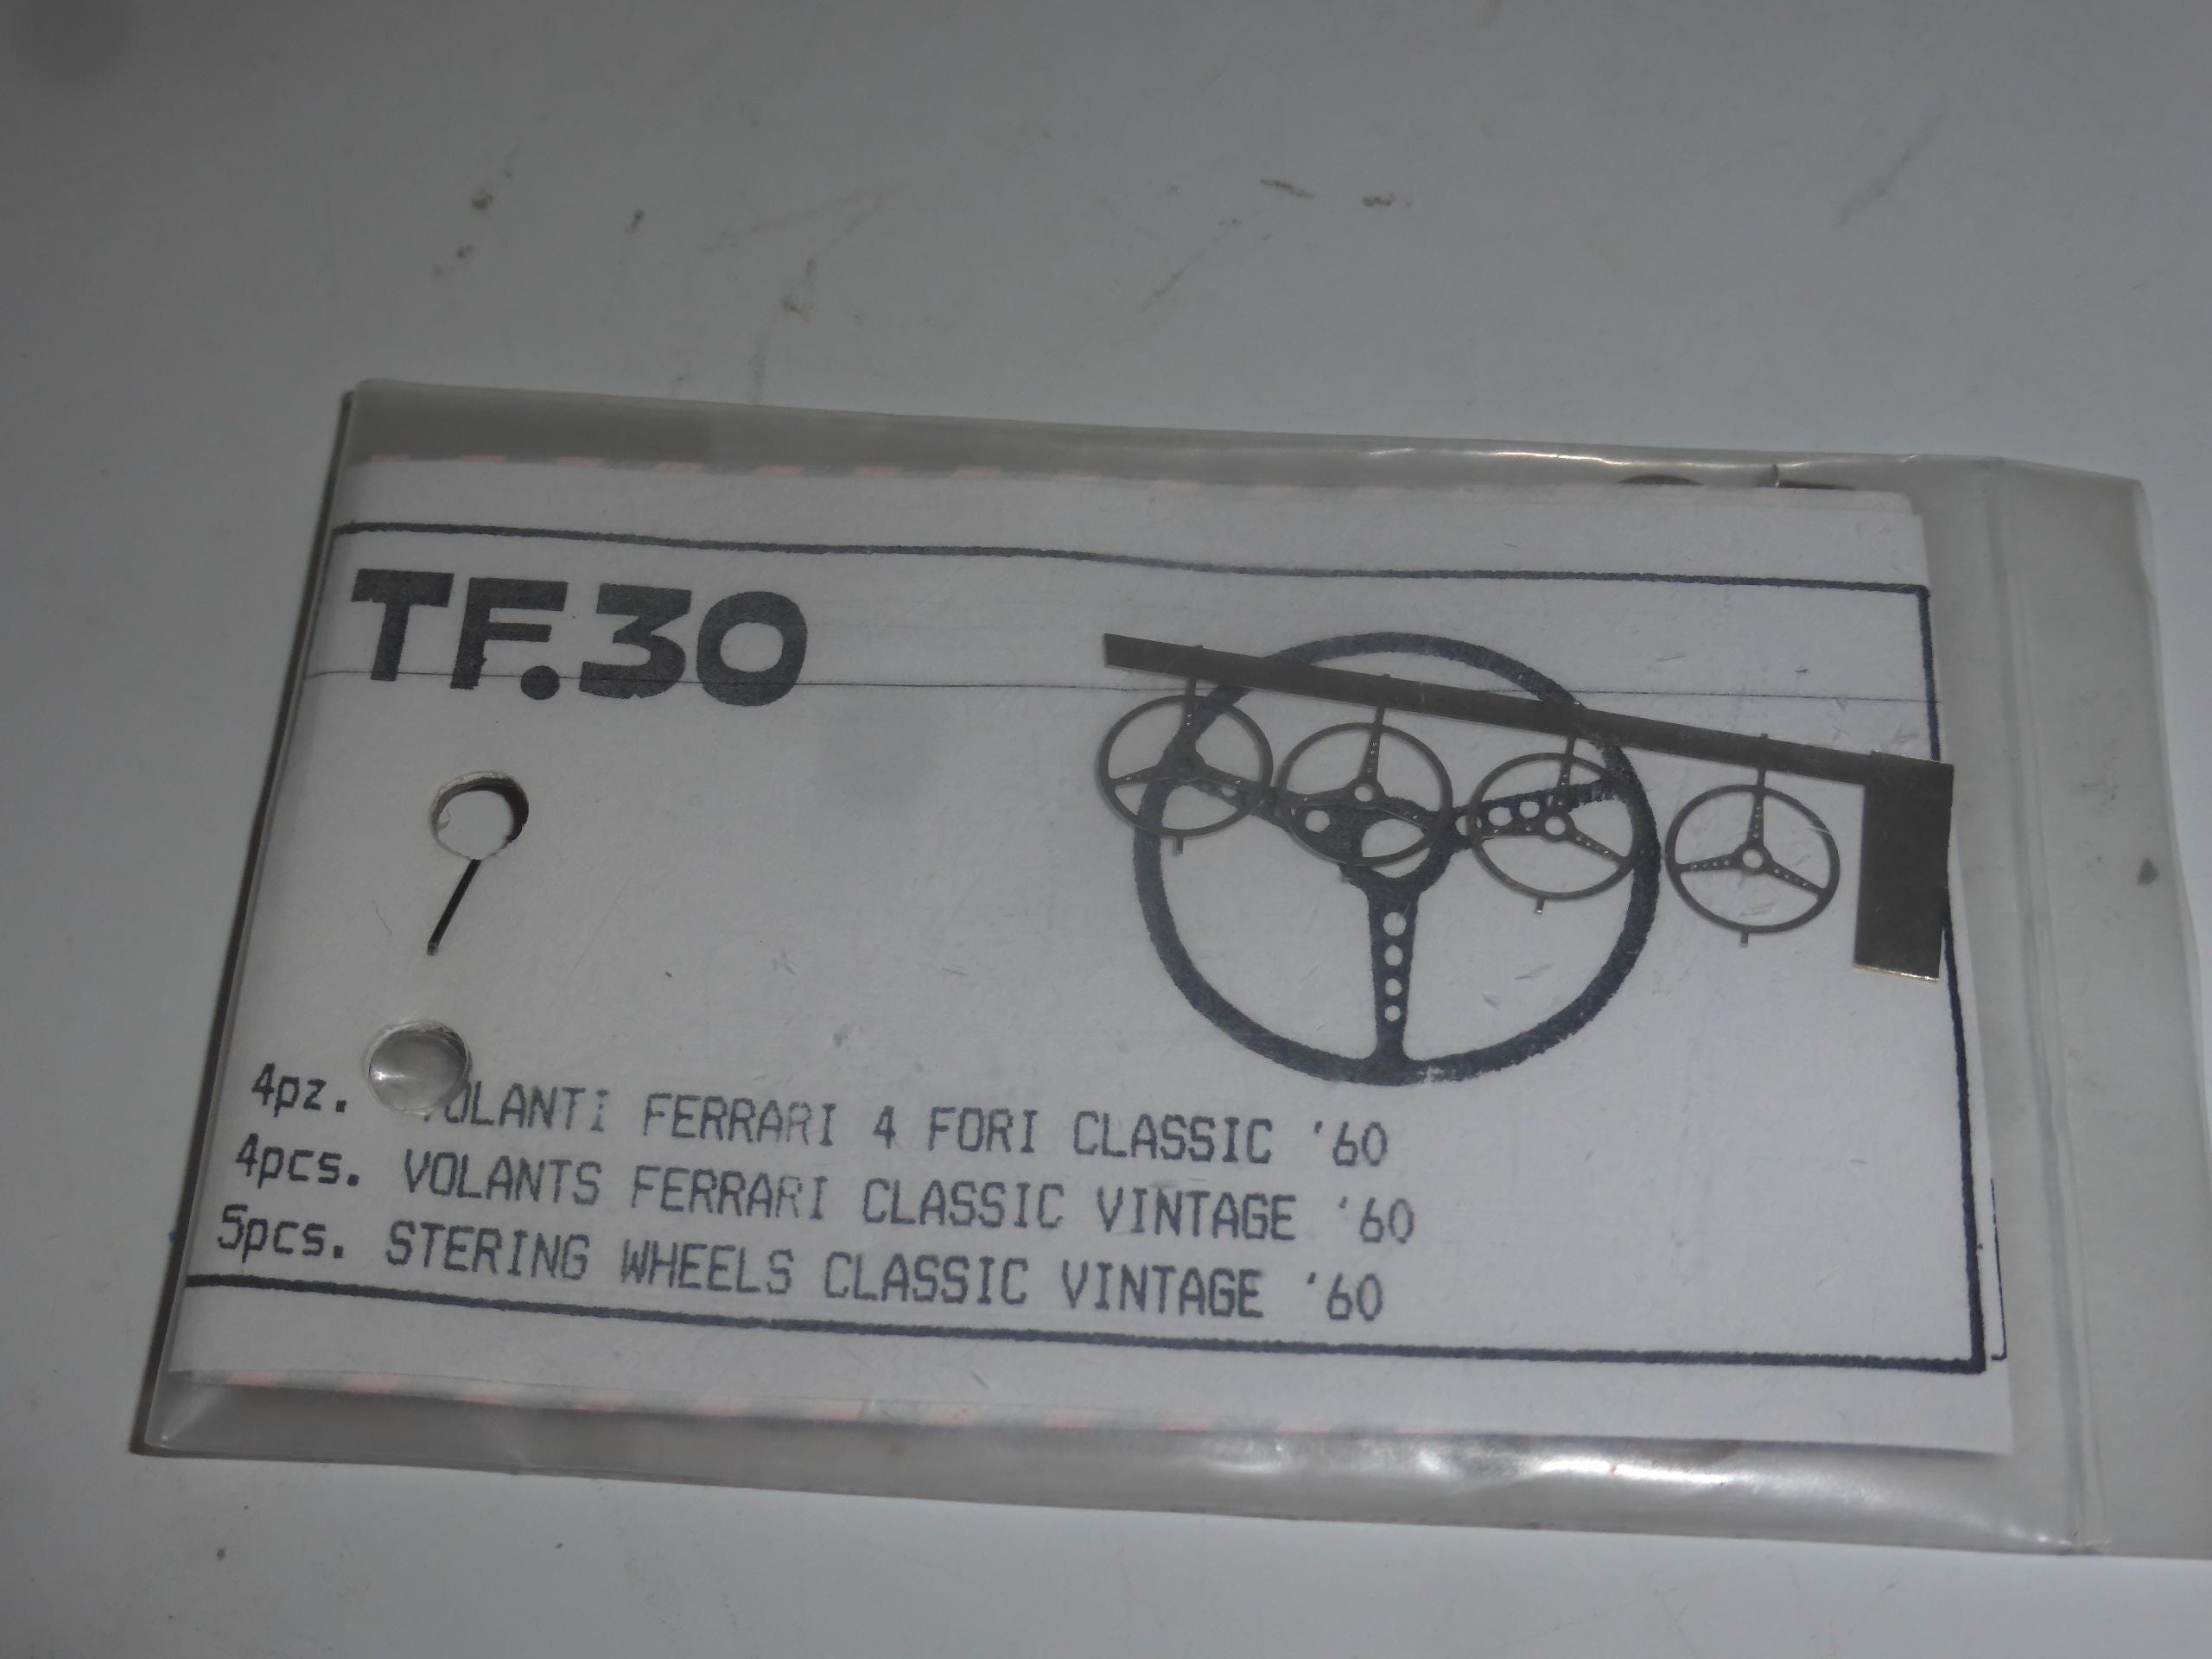 TF.30
4pz. VOLANTI FERRARI 4 FORI CLASSIC '60
4pcs. VOLANTS FERRARI CLASSIC VINTAGE '60
5pcs. STERING WHEELS CLASSIC VINTAGE '60